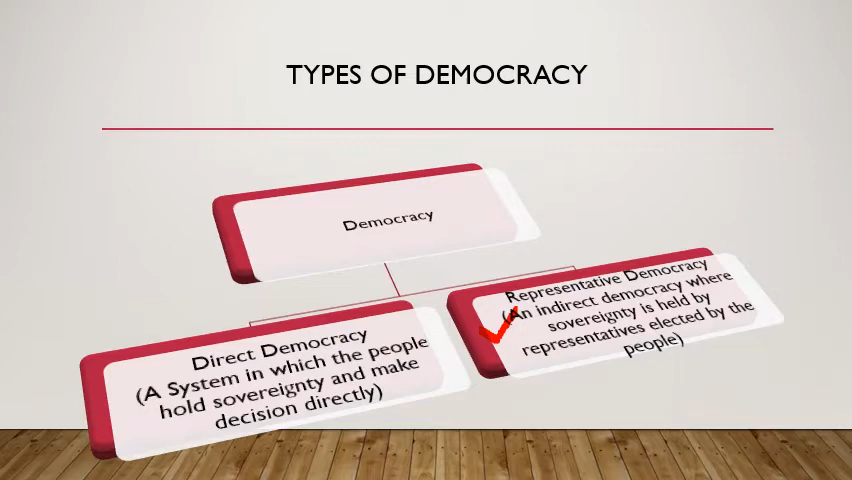 TYPES OF DEMOCRACY
Democracy
Direct Democracy
(A System in which the people
hold sovereignty and make
decision directly)
Representative Democracy
(An indirect democracy where
sovereignty is held by
representatives elected by the
people)